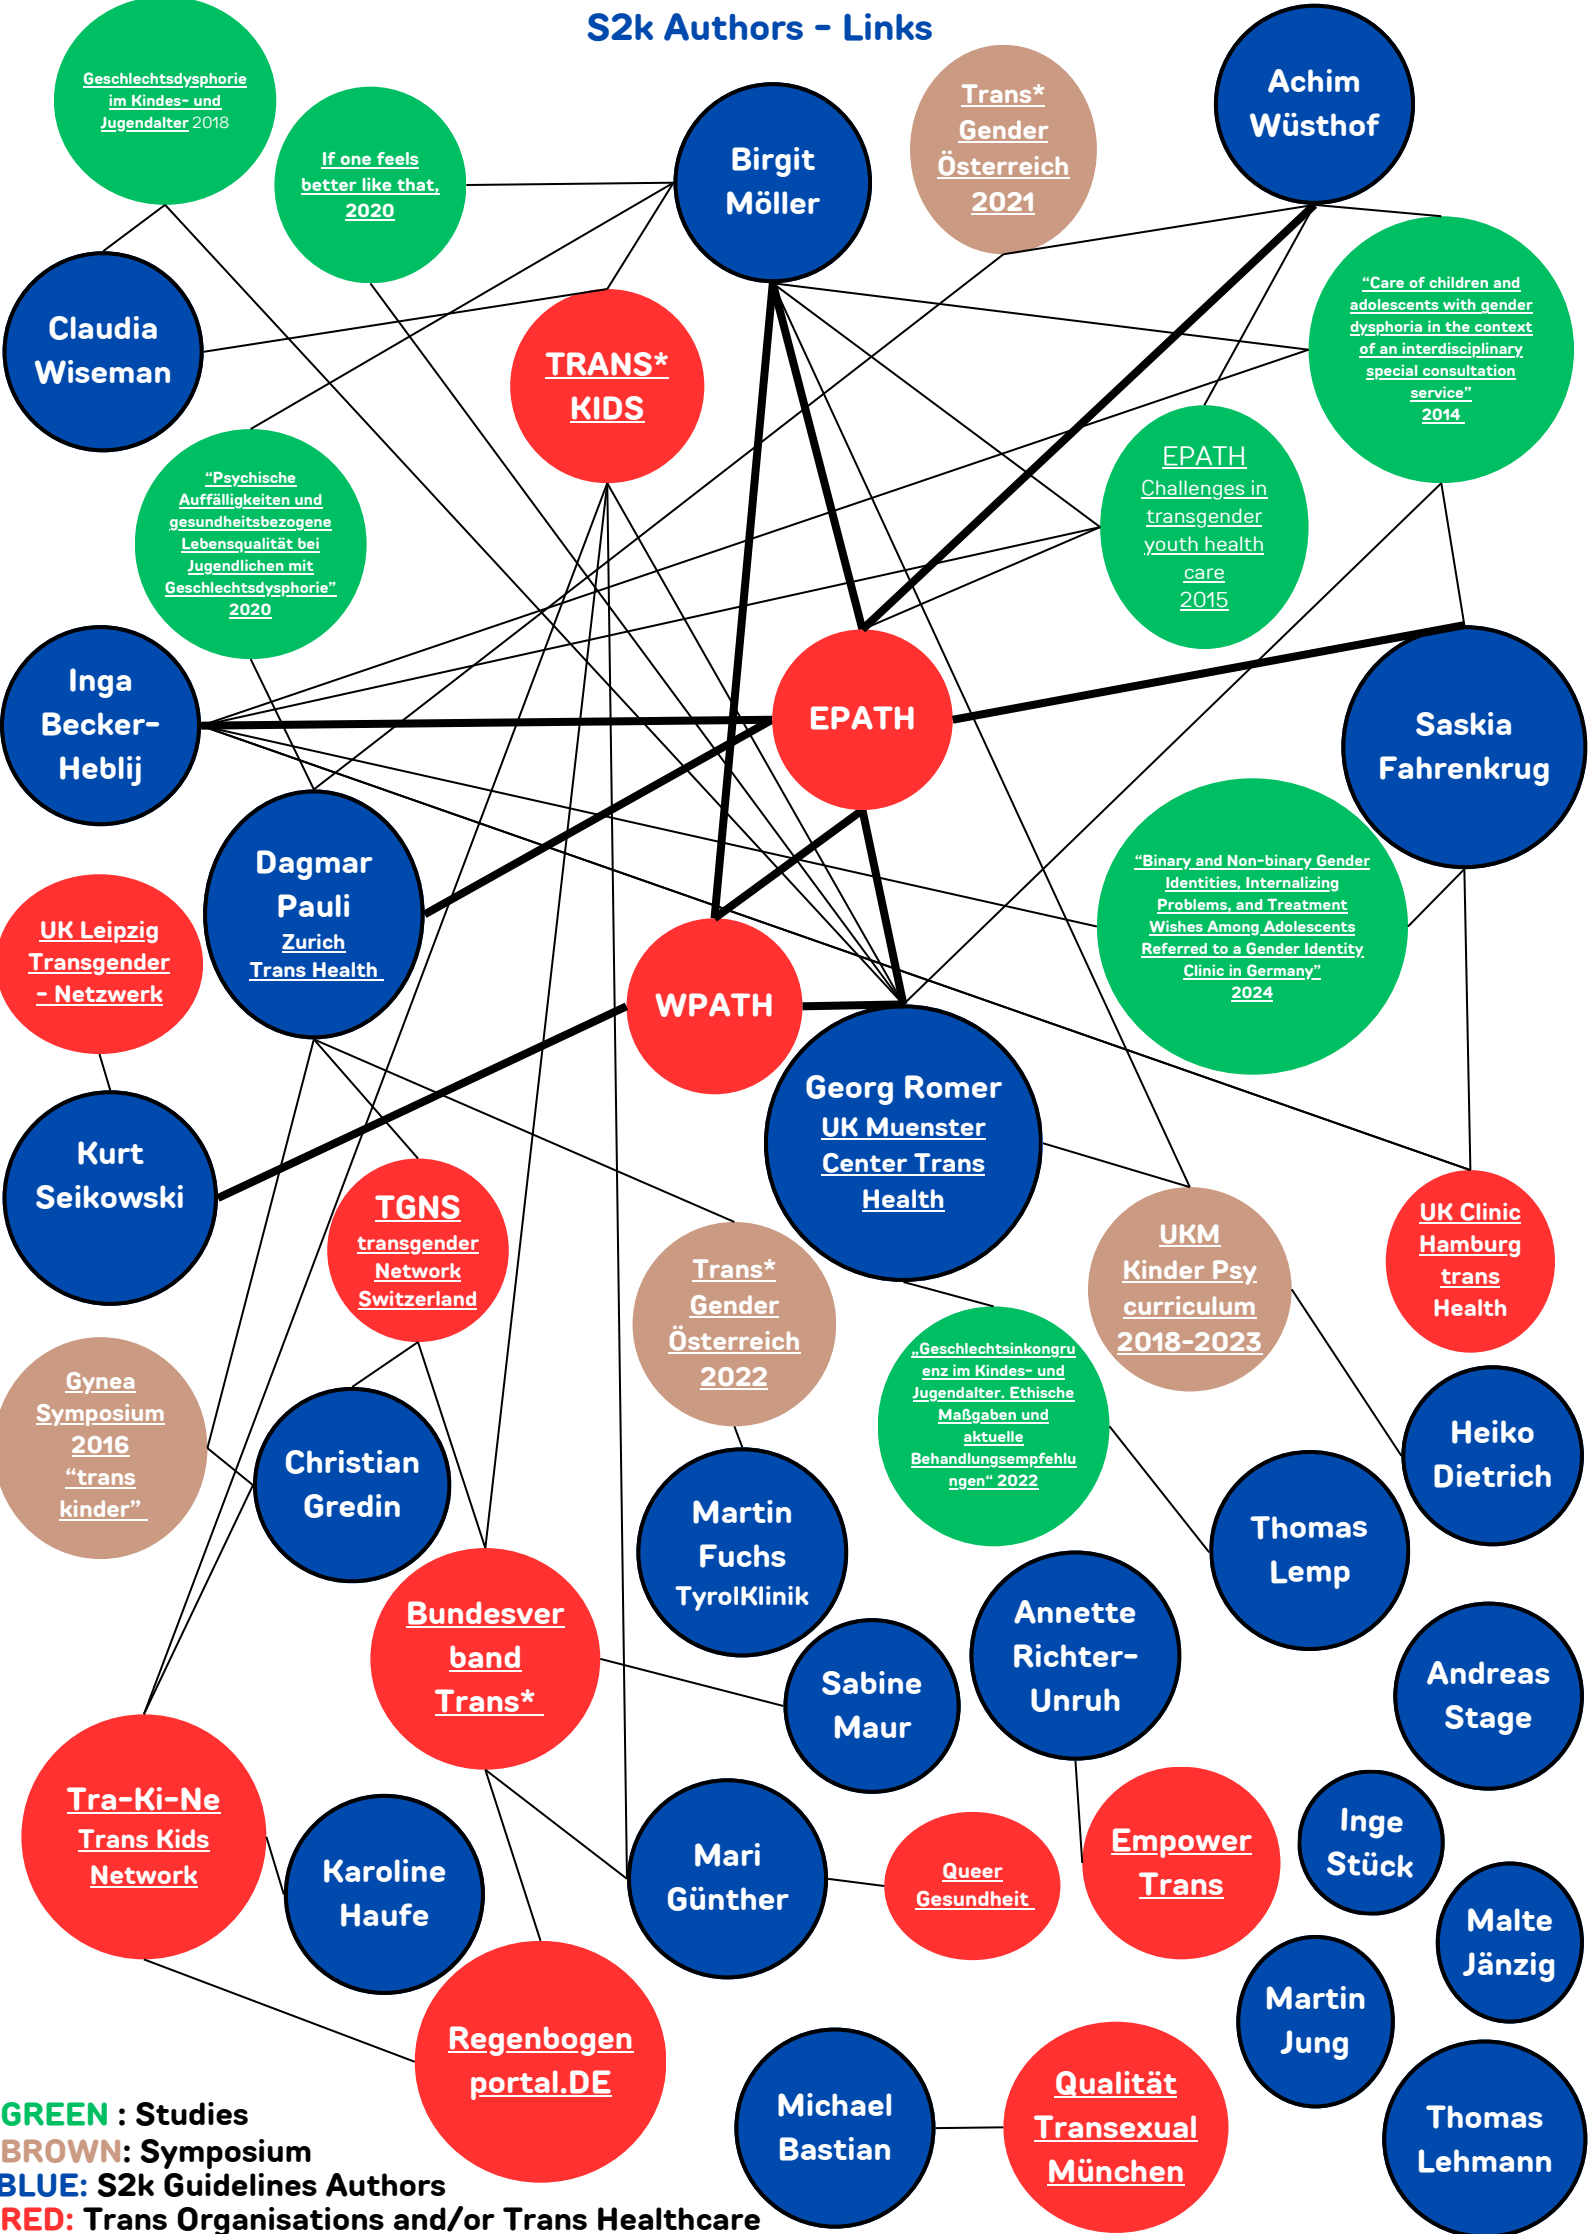 S2k Authors - Links
Geschlechtsdysphorie
im Kindes- und
Jugendalter 2018
If one feels
better like that,
2020
Birgit
Möller
Trans*
Gender
Österreich
2021
Achim
Wüsthof
Claudia
Wiseman
TRANS*
KIDS
"Care of children and
adolescents with gender
dysphoria in the context
of an interdisciplinary
special consultation
service"
2014
"Psychische
Auffälligkeiten und
gesundheitsbezogene
Lebensqualität bei
Jugendlichen mit
Geschlechtsdysphorie"
2020
EPATH
Challenges in
transgender
youth health
care
2015
Inga
Becker-
Heblij
EPATH
Saskia
Fahrenkrug
Dagmar
Pauli
Zurich
Trans Health
"Binary and Non-binary Gender
Identities, Internalizing
Problems, and Treatment
Wishes Among Adolescents
Referred to a Gender Identity
Clinic in Germany"
2024
UK Leipzig
Transgender
- Netzwerk
WPATH
Georg Romer
UK Muenster
Center Trans
Health
Kurt
Seikowski
TGNS
transgender
Network
Switzerland
Trans*
Gender
Österreich
2022
UKM
Kinder Psy
curriculum
2018-2023
UK Clinic
Hamburg
trans
Health
Gynea
Symposium
2016
"trans
kinder"
Christian
Gredin
„Geschlechtsinkongru
enz im Kindes- und
Jugendalter. Ethische
Maßgaben und
aktuelle
Behandlungsempfehlu
ngen“ 2022
Heiko
Dietrich
Martin
Fuchs
TyrolKlinik
Thomas
Lemp
Bundesver
band
Trans*
Sabine
Maur
Annette
Richter-
Unruh
Andreas
Stage
Tra-Ki-Ne
Trans Kids
Network
Karoline
Haufe
Mari
Günther
Queer
Gesundheit
Empower
Trans
Inge
Stück
Malte
Jänzig
Martin
Jung
Regenbogen
portal.DE
Michael
Bastian
Qualität
Transexual
München
Thomas
Lehmann
GREEN : Studies
BROWN: Symposium
BLUE: S2k Guidelines Authors
RED: Trans Organisations and/or Trans Healthcare